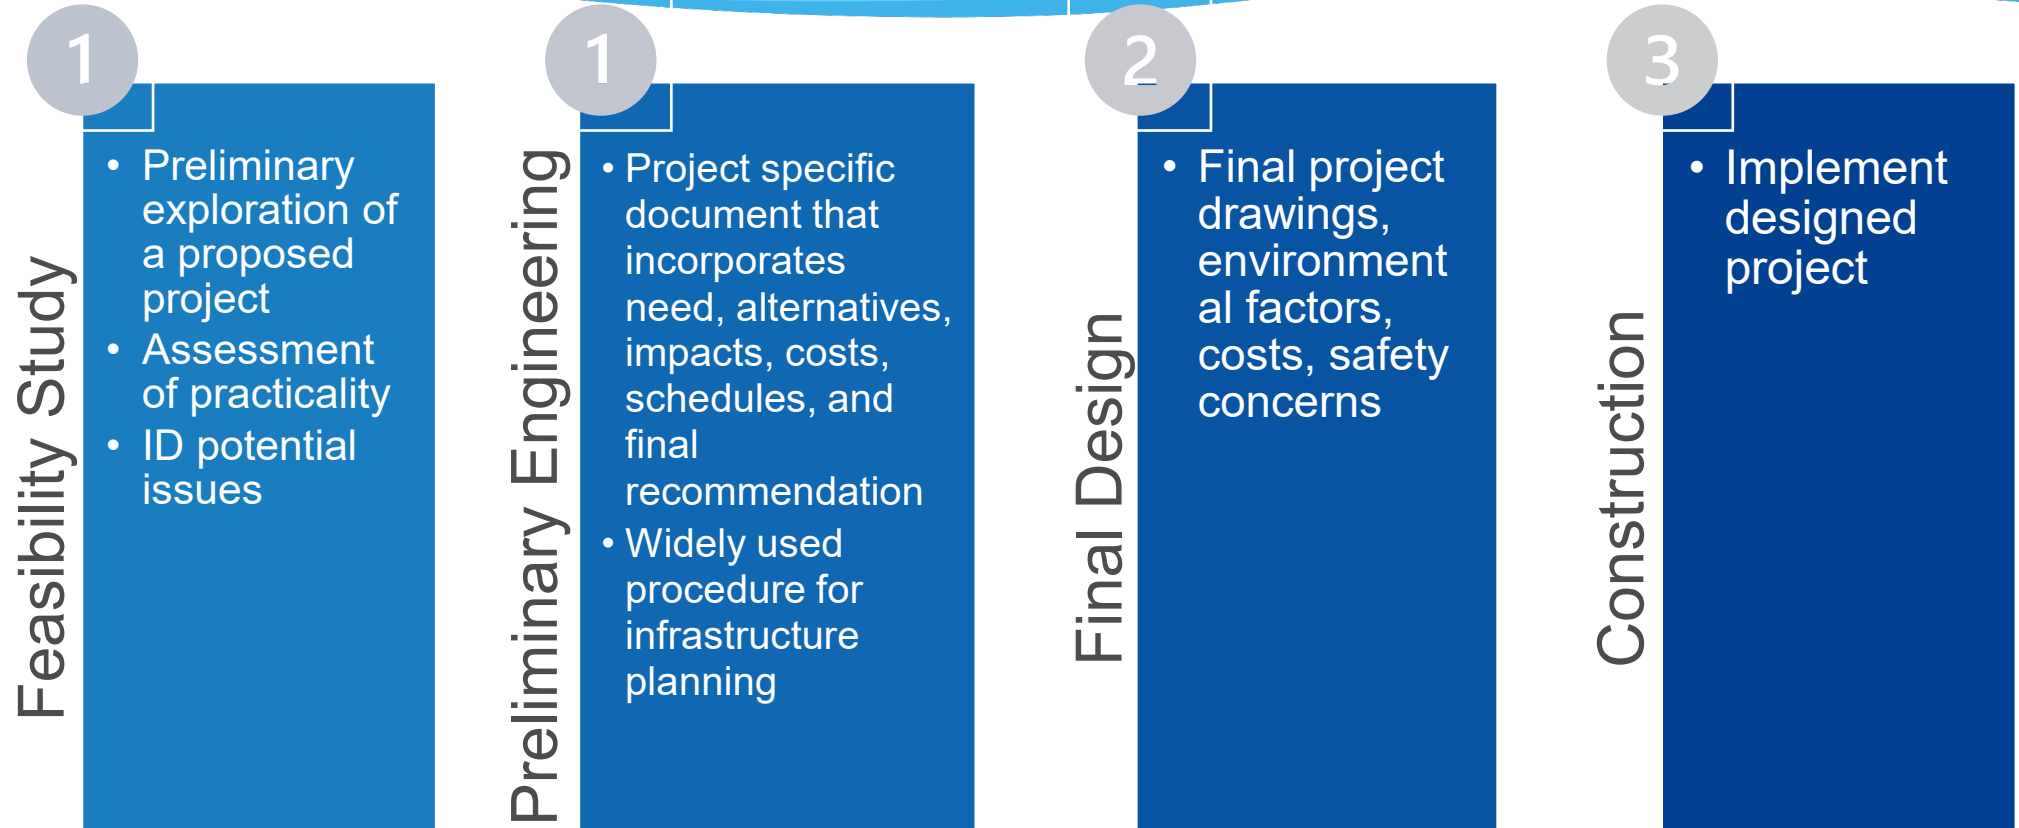 1
Feasibility Study
• Preliminary
exploration of
a proposed
project
• Assessment
of practicality
• ID potential
issues
1
Preliminary Engineering
• Project specific
document that
incorporates
need, alternatives,
impacts, costs,
schedules, and
final
recommendation
• Widely used
procedure for
infrastructure
planning
2
Final Design
• Final project
drawings,
environment
al factors,
costs, safety
concerns
3
Construction
• Implement
designed
project